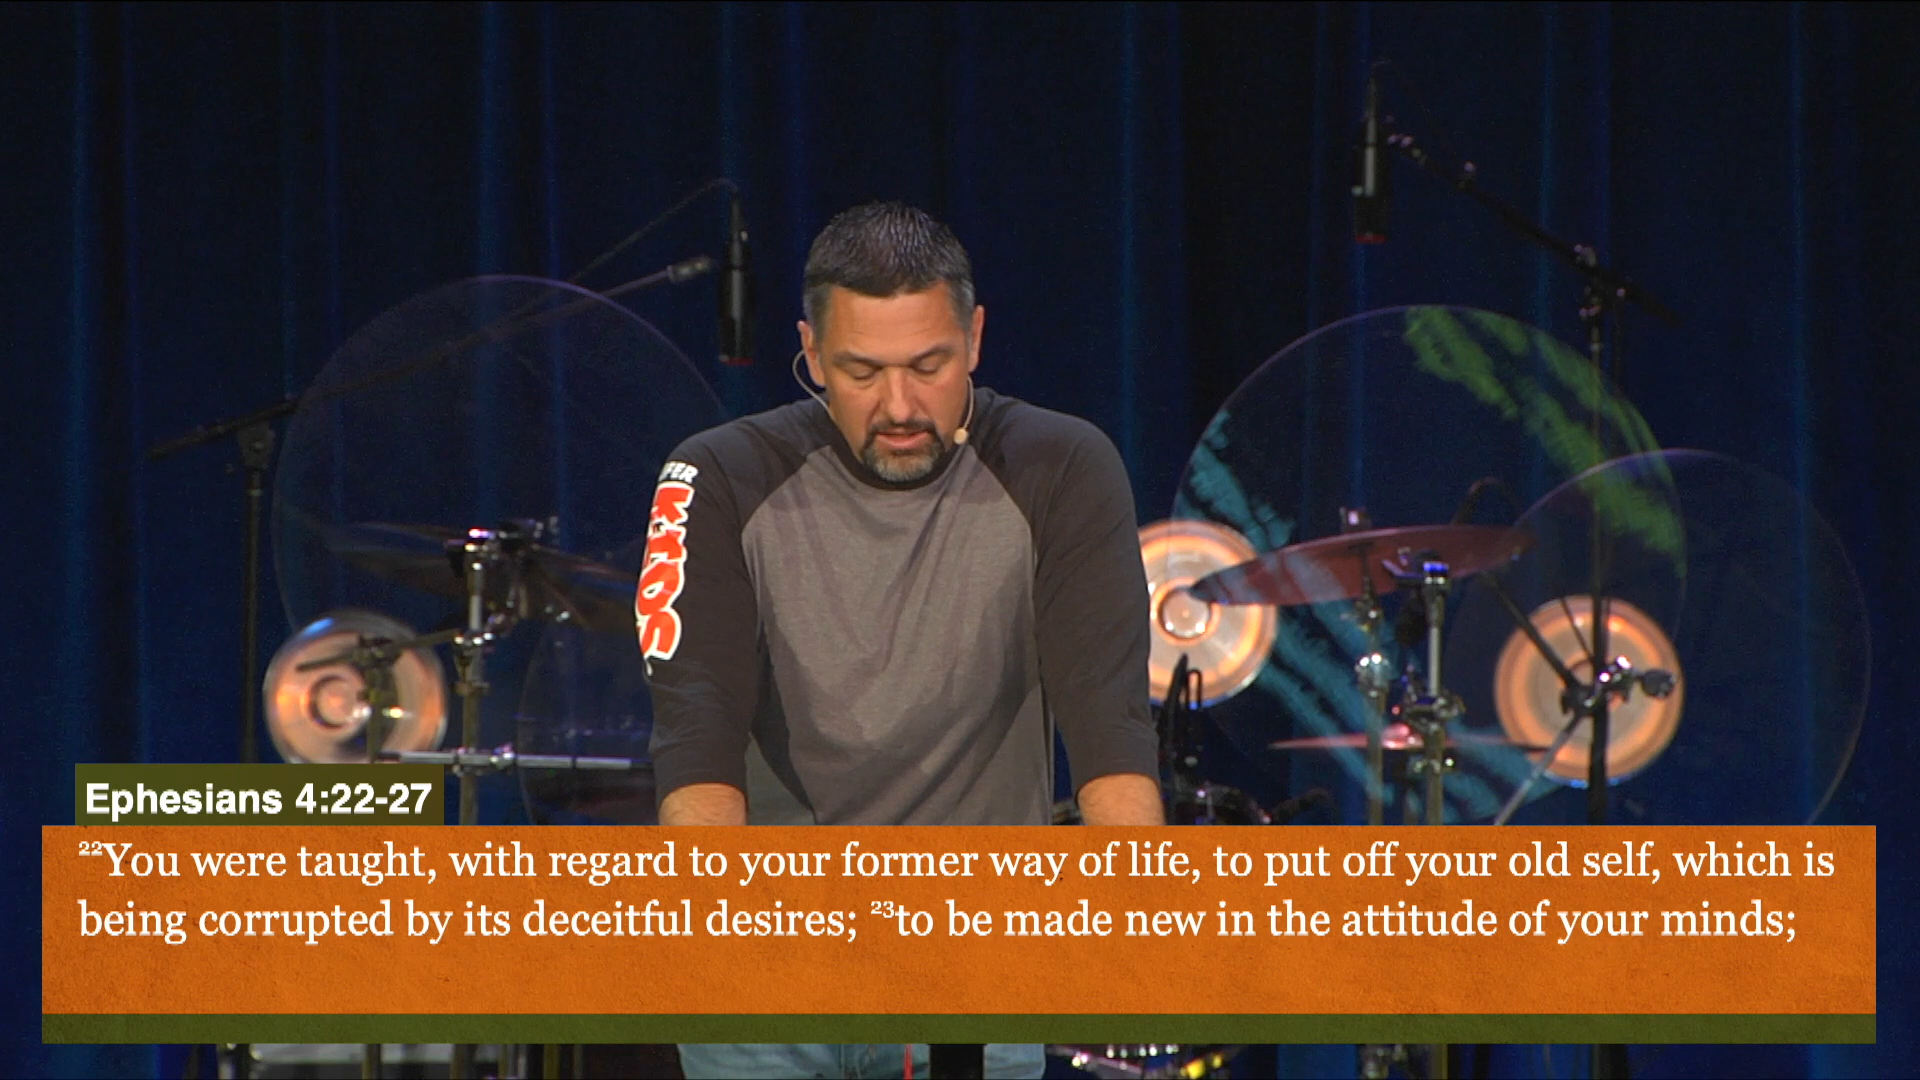 FER
KIDS
Ephesians 4:22-27
²²You were taught, with regard to your former way of life, to put off your old self, which is
being corrupted by its deceitful desires; ²³to be made new in the attitude of your minds;